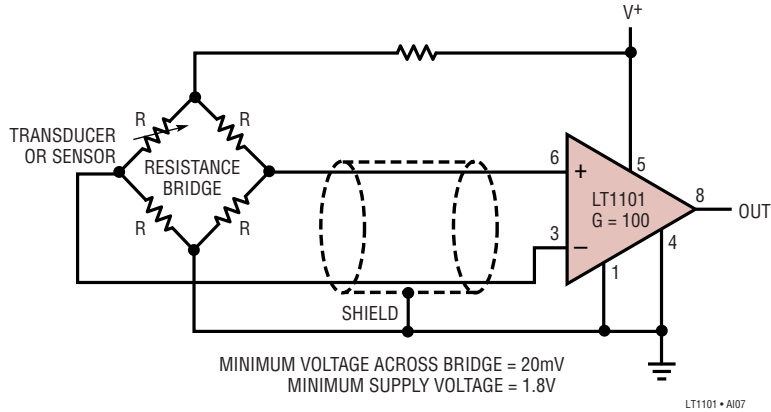 V+
R
R
TRANSDUCER
OR SENSOR
RESISTANCE
BRIDGE
R
R
6
+
5
LT1101
G = 100
8
OUT
3
–
4
1
SHIELD
MINIMUM VOLTAGE ACROSS BRIDGE = 20mV
MINIMUM SUPPLY VOLTAGE = 1.8V
LT1101 • AI07